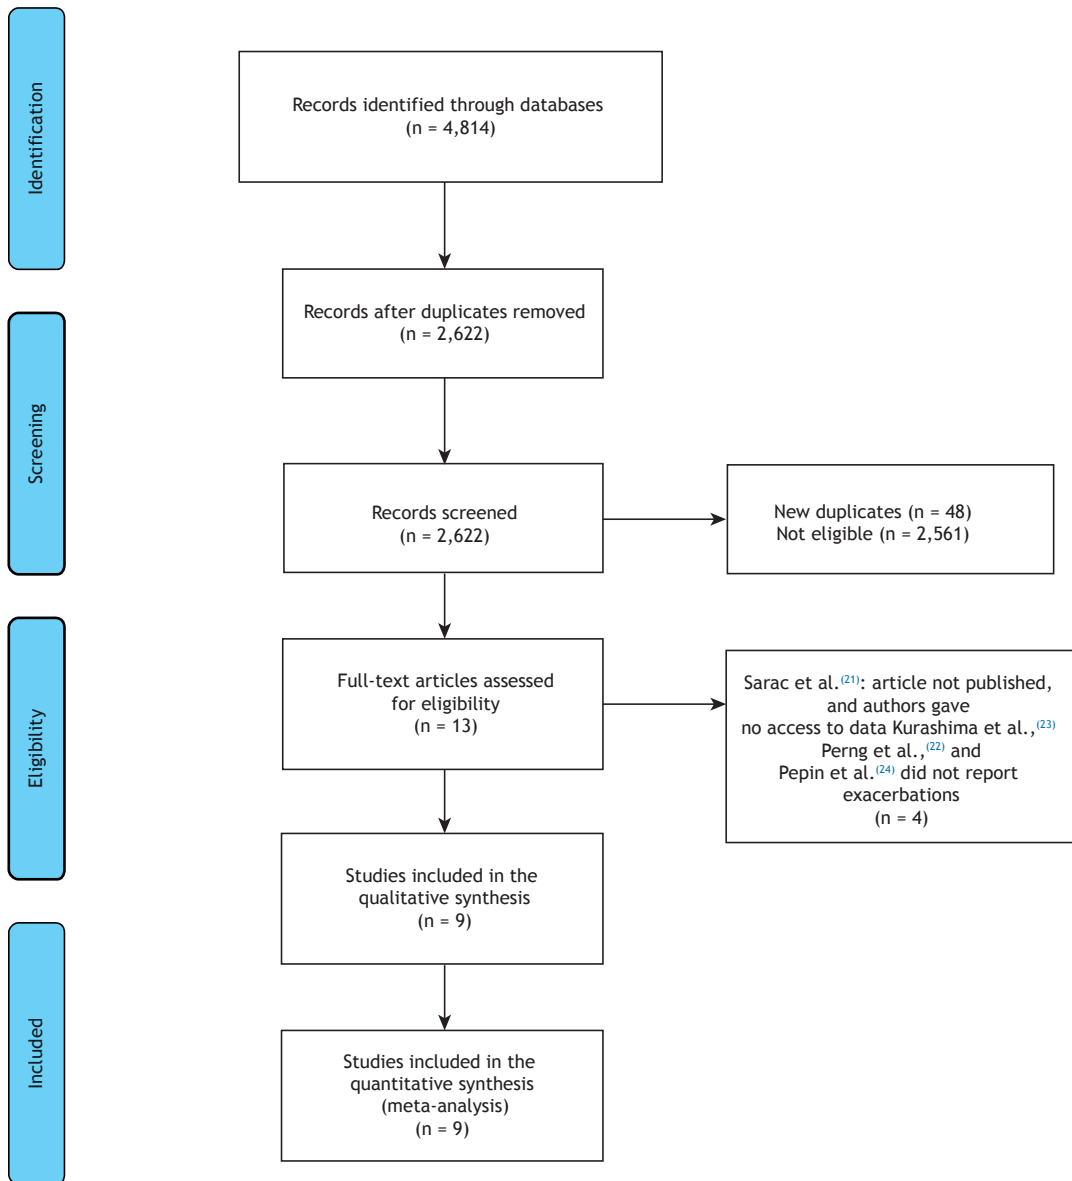 Identification
Records identified through databases
(n = 4,814)
Records after duplicates removed
(n = 2,622)
Screening
Records screened
(n = 2,622)
New duplicates (n = 48)
Not eligible (n = 2,561)
Eligibility
Full-text articles assessed
for eligibility
(n = 13)
Sarac et al.(21): article not published,
and authors gave
no access to data Kurashima et al.,(23)
Perng et al.,(22) and
Pepin et al.(24) did not report
exacerbations
(n = 4)
Studies included in the
qualitative synthesis
(n = 9)
Included
Studies included in the
quantitative synthesis
(meta-analysis)
(n = 9)